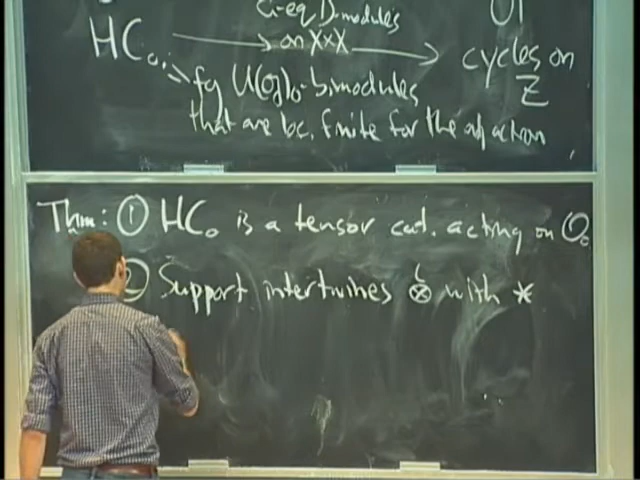 G-eq D-modules
HC₀ on X×X cycles on
Z
:= fg U(g)₀-bimodules
that are loc. finite for the adj action
Thm: ① HC₀ is a tensor cat. acting on O₀
② Support intertwines ⊗ᴸ with *